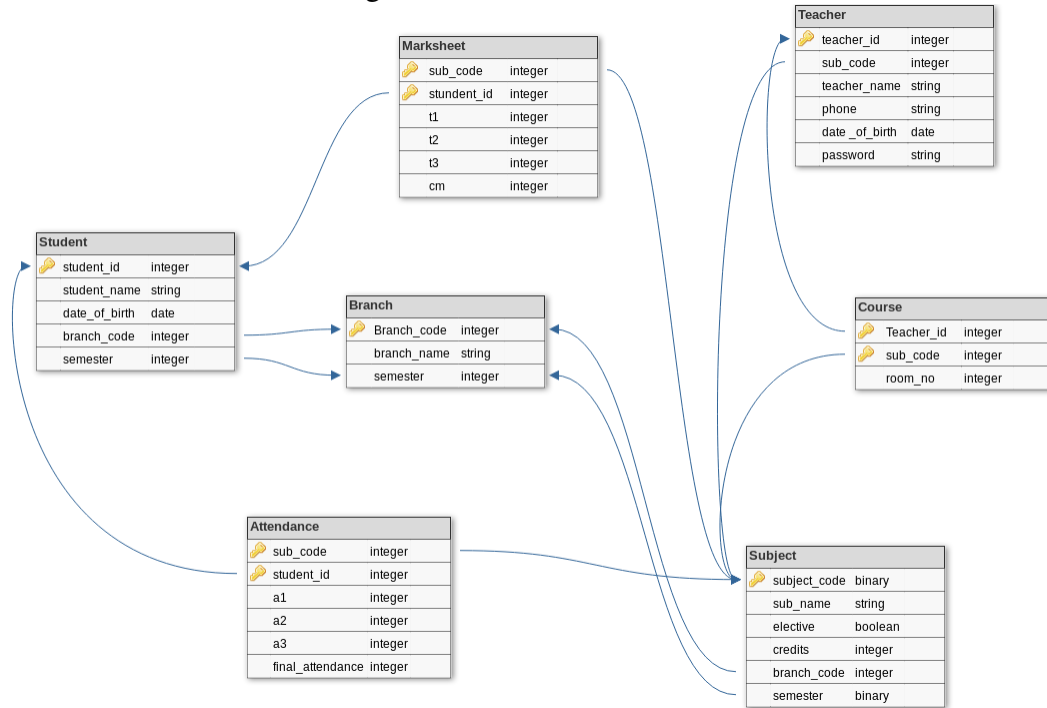 Teacher
teacher_id integer
sub_code integer
teacher_name string
phone string
date _of_birth date
password string
Marksheet
sub_code integer
stundent_id integer
t1 integer
t2 integer
t3 integer
cm integer
Student
student_id integer
student_name string
date_of_birth date
branch_code integer
semester integer
Branch
Branch_code integer
branch_name string
semester integer
Course
Teacher_id integer
sub_code integer
room_no integer
Attendance
sub_code integer
student_id integer
a1 integer
a2 integer
a3 integer
final_attendance integer
Subject
subject_code binary
sub_name string
elective boolean
credits integer
branch_code integer
semester binary